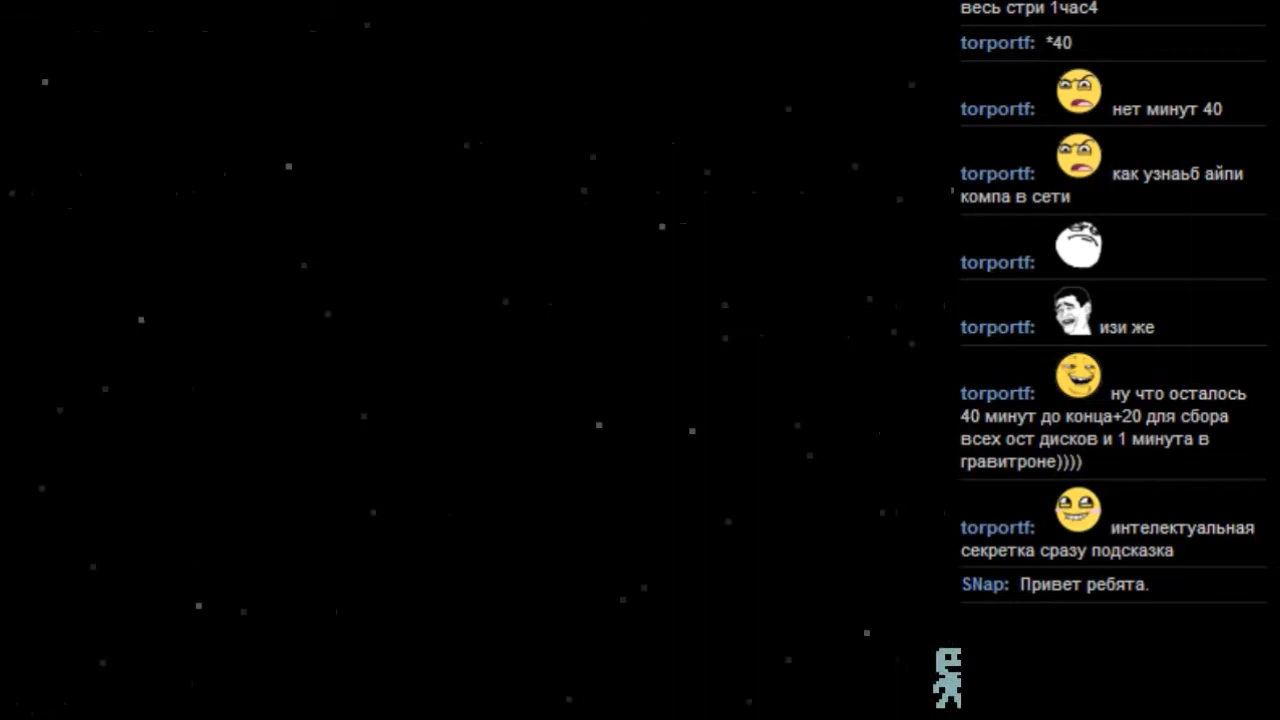 весь стри 1час4
torportf: *40
torportf: нет минут 40
torportf: как узнаьб айпи
компа в сети
torportf:
torportf: изи же
torportf: ну что осталось
40 минут до конца+20 для сбора
всех ост дисков и 1 минута в
гравитроне))))
torportf: интелектуальная
секретка сразу подсказка
SNap: Привет ребята.